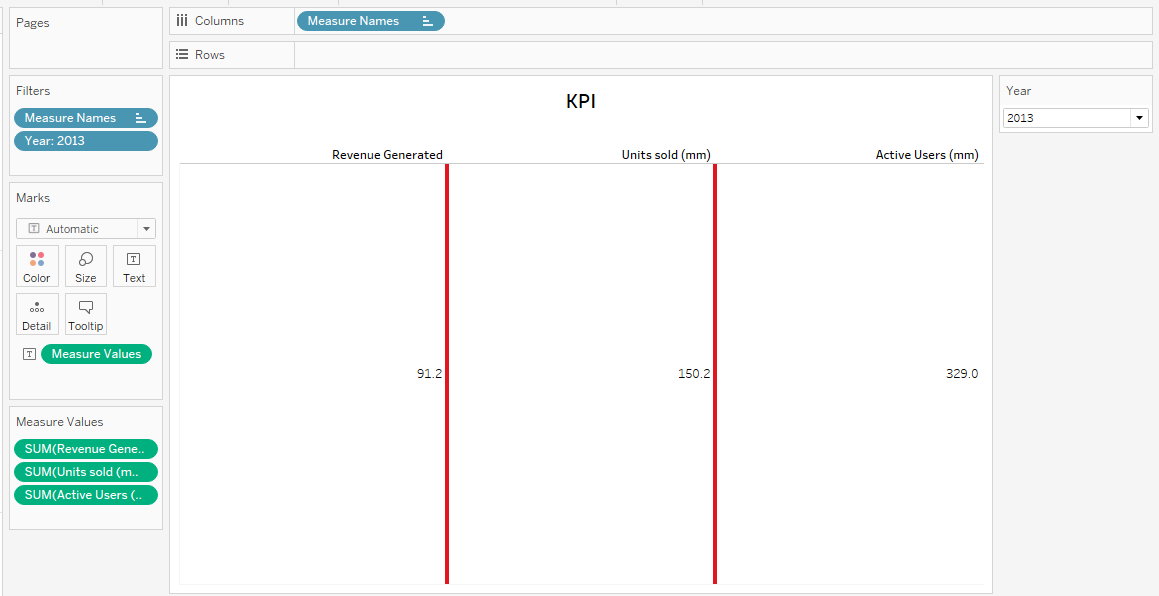 Pages
Columns
Measure Names
Rows
Filters
Measure Names
Year: 2013
Marks
Automatic
Color
Size
Text
Detail
Tooltip
Measure Values
Measure Values
SUM(Revenue Gene..
SUM(Units sold (m..
SUM(Active Users (..
KPI
Revenue Generated
Units sold (mm)
Active Users (mm)
91.2
150.2
329.0
Year
2013